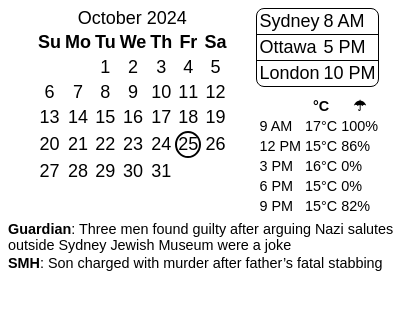 October 2024
Su Mo Tu We Th Fr Sa
1 2 3 4 5
6 7 8 9 10 11 12
13 14 15 16 17 18 19
20 21 22 23 24 25 26
27 28 29 30 31
Sydney 8 AM
Ottawa 5 PM
London 10 PM
°C ☂
9 AM 17°C 100%
12 PM 15°C 86%
3 PM 16°C 0%
6 PM 15°C 0%
9 PM 15°C 82%
Guardian: Three men found guilty after arguing Nazi salutes
outside Sydney Jewish Museum were a joke
SMH: Son charged with murder after father’s fatal stabbing